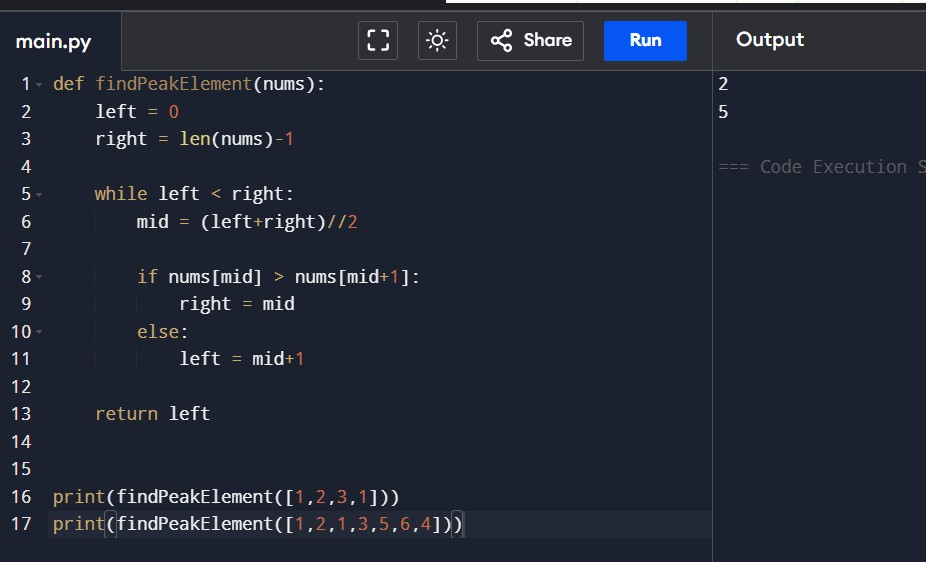 main.py
Share
Run
Output
1 def findPeakElement(nums):
2     left = 0
3     right = len(nums)-1
4
5     while left < right:
6         mid = (left+right)//2
7
8         if nums[mid] > nums[mid+1]:
9             right = mid
10         else:
11             left = mid+1
12
13     return left
14
15
16 print(findPeakElement([1,2,3,1]))
17 print(findPeakElement([1,2,1,3,5,6,4]))
2
5
=== Code Execution S